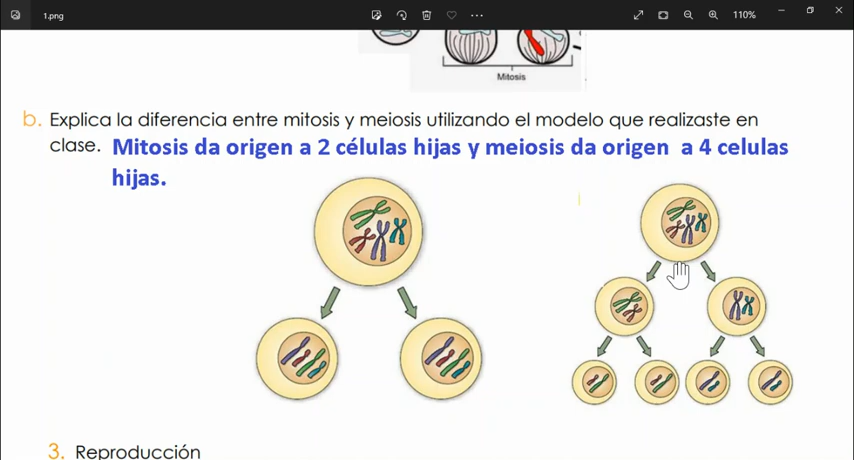 1.png
110%
Mitosis
b. Explica la diferencia entre mitosis y meiosis utilizando el modelo que realizaste en
clase. Mitosis da origen a 2 células hijas y meiosis da origen a 4 celulas
hijas.
3. Reproducción